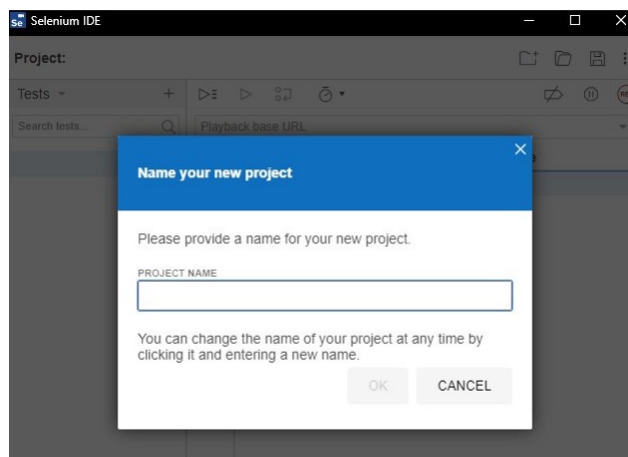 Se Selenium IDE
Project:
Tests
Search tests...
Playback base URL
Name your new project
Please provide a name for your new project.
PROJECT NAME
You can change the name of your project at any time by
clicking it and entering a new name.
OK CANCEL